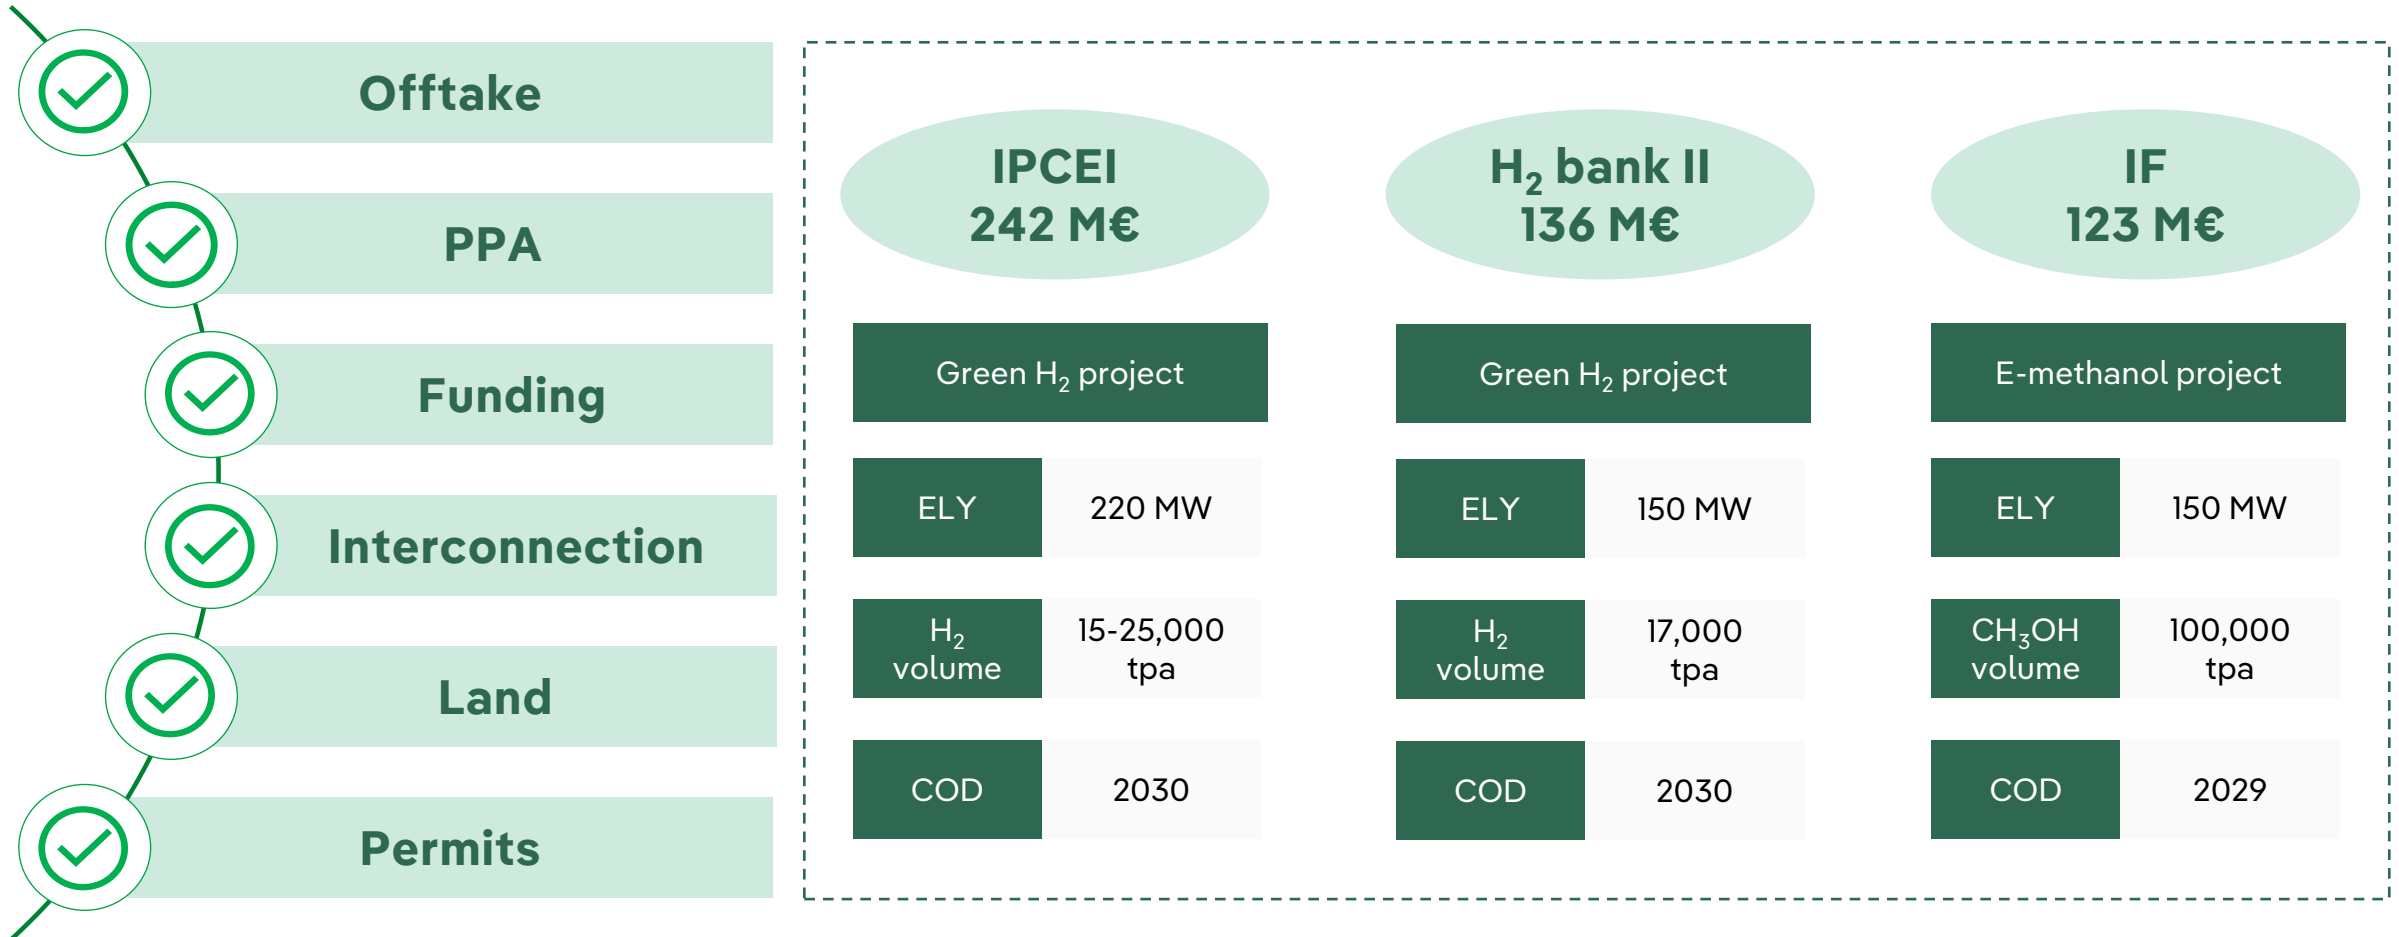 Offtake
PPA
Funding
Interconnection
Land
Permits
IPCEI
242 M€
Green H₂ project
ELY
220 MW
H₂
volume
15-25,000
tpa
COD
2030
H₂ bank II
136 M€
Green H₂ project
ELY
150 MW
H₂
volume
17,000
tpa
COD
2030
IF
123 M€
E-methanol project
ELY
150 MW
CH₃OH
volume
100,000
tpa
COD
2029